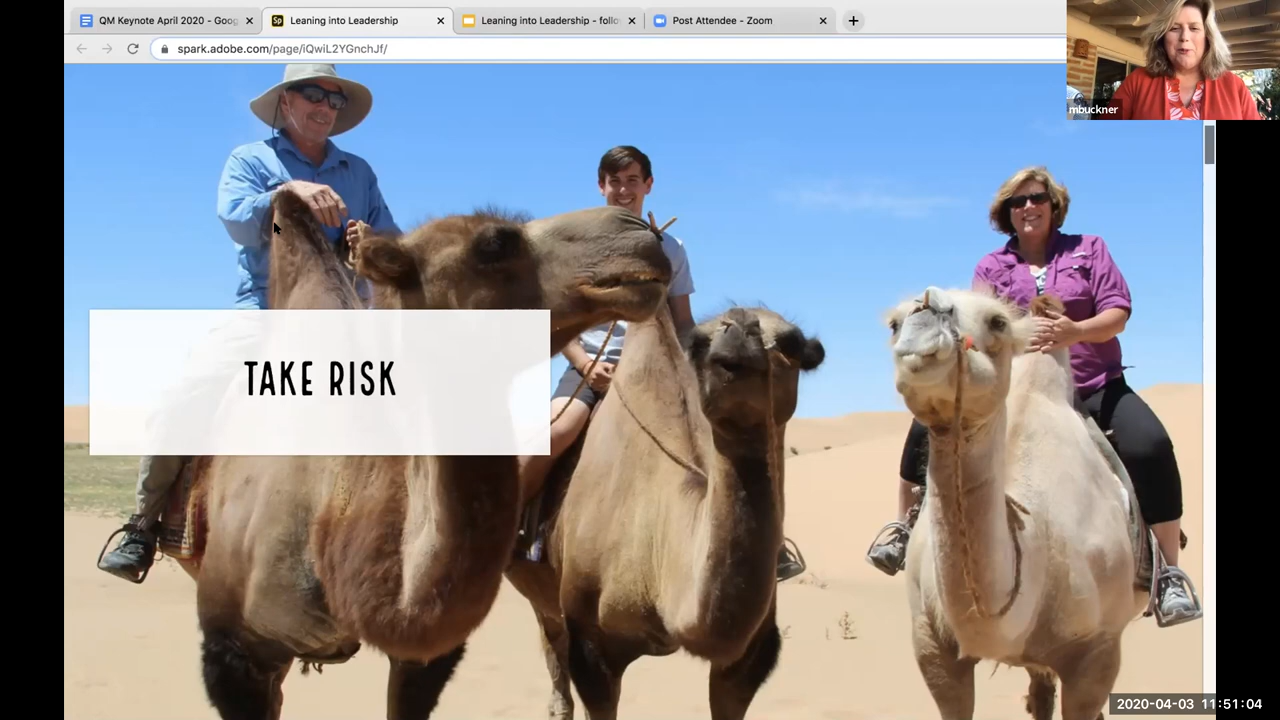 QM Keynote April 2020 - Goog
Sp Leaning into Leadership
Leaning into Leadership - follo
Post Attendee - Zoom
spark.adobe.com/page/iQwiL2YGnchJf/
mbuckner
TAKE RISK
2020-04-03 11:51:04